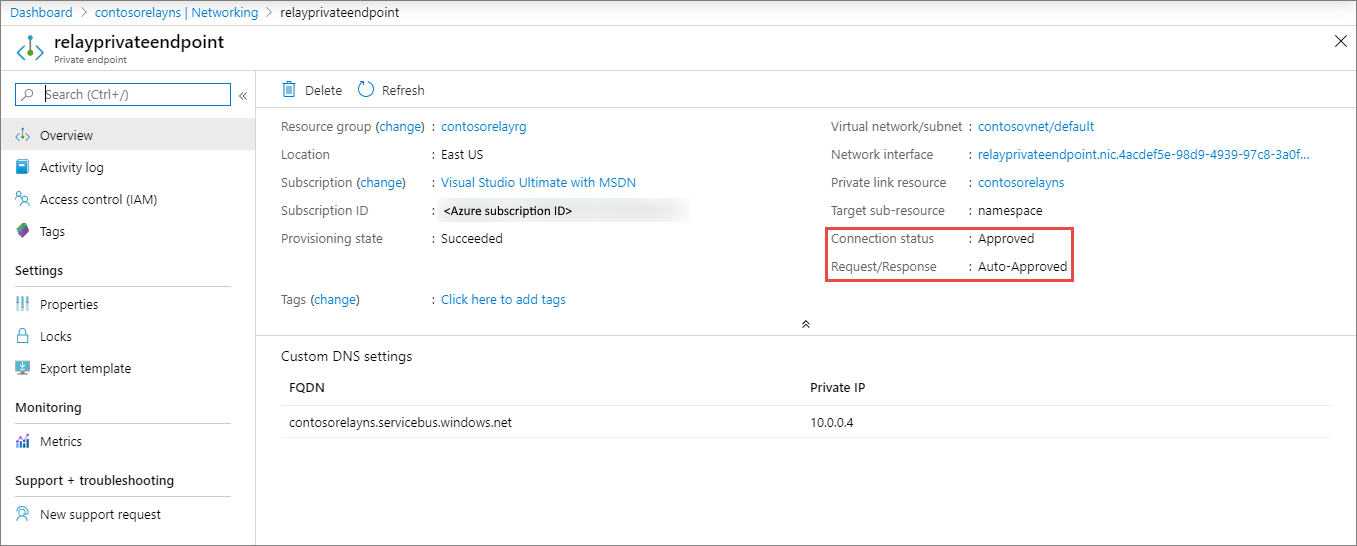 Dashboard > contosorelayns | Networking > relayprivateendpoint
relayprivateendpoint
Private endpoint
Search (Ctrl+/)
«
Overview
Activity log
Access control (IAM)
Tags
Settings
Properties
Locks
Export template
Monitoring
Metrics
Support + troubleshooting
New support request
Delete Refresh
Resource group (change) : contosorelayrg
Location : East US
Subscription (change) : Visual Studio Ultimate with MSDN
Subscription ID : <Azure subscription ID>
Provisioning state : Succeeded
Tags (change) : Click here to add tags
Virtual network/subnet : contosovnet/default
Network interface : relayprivateendpoint.nic.4acdef5e-98d9-4939-97c8-3a0f...
Private link resource : contosorelayns
Target sub-resource : namespace
Connection status : Approved
Request/Response : Auto-Approved
Custom DNS settings
FQDN Private IP
contosorelayns.servicebus.windows.net 10.0.0.4